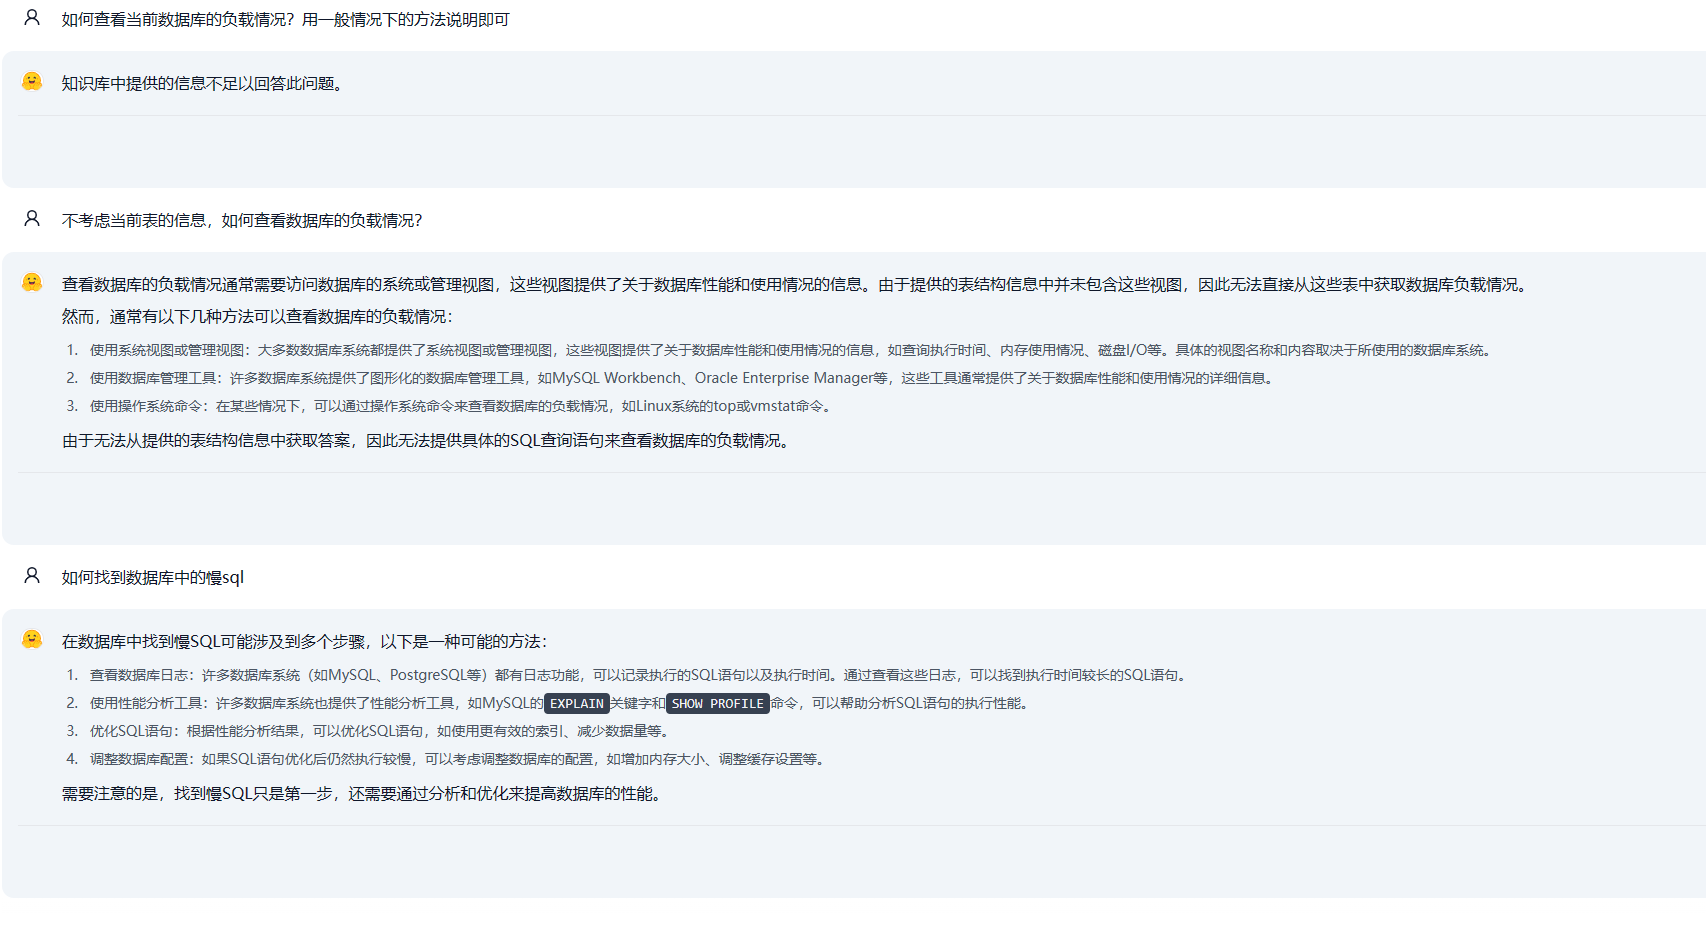 如何查看当前数据库的负载情况？用一般情况下的方法说明即可
知识库中提供的信息不足以回答此问题。
不考虑当前表的信息，如何查看数据库的负载情况？
查看数据库的负载情况通常需要访问数据库的系统或管理视图，这些视图提供了关于数据库性能和使用情况的信息。由于提供的表结构信息中并未包含这些视图，因此无法直接从这些表中获取数据库负载情况。
然而，通常有以下几种方法可以查看数据库的负载情况：
1. 使用系统视图或管理视图：大多数数据库系统都提供了系统视图或管理视图，这些视图提供了关于数据库性能和使用情况的信息，如查询执行时间、内存使用情况、磁盘I/O等。具体的视图名称和内容取决于所使用的数据库系统。
2. 使用数据库管理工具：许多数据库系统提供了图形化的数据库管理工具，如MySQL Workbench、Oracle Enterprise Manager等，这些工具通常提供了关于数据库性能和使用情况的详细信息。
3. 使用操作系统命令：在某些情况下，可以通过操作系统命令来查看数据库的负载情况，如Linux系统的top或vmstat命令。
由于无法从提供的表结构信息中获取答案，因此无法提供具体的SQL查询语句来查看数据库的负载情况。
如何找到数据库中的慢sql
在数据库中找到慢SQL可能涉及到多个步骤，以下是一种可能的方法：
1. 查看数据库日志：许多数据库系统（如MySQL、PostgreSQL等）都有日志功能，可以记录执行的SQL语句以及执行时间。通过查看这些日志，可以找到执行时间较长的SQL语句。
2. 使用性能分析工具：许多数据库系统也提供了性能分析工具，如MySQL的EXPLAIN关键字和SHOW PROFILE命令，可以帮助分析SQL语句的执行性能。
3. 优化SQL语句：根据性能分析结果，可以优化SQL语句，如使用更有效的索引、减少数据量等。
4. 调整数据库配置：如果SQL语句优化后仍然执行较慢，可以考虑调整数据库的配置，如增加内存大小、调整缓存设置等。
需要注意的是，找到慢SQL只是第一步，还需要通过分析和优化来提高数据库的性能。